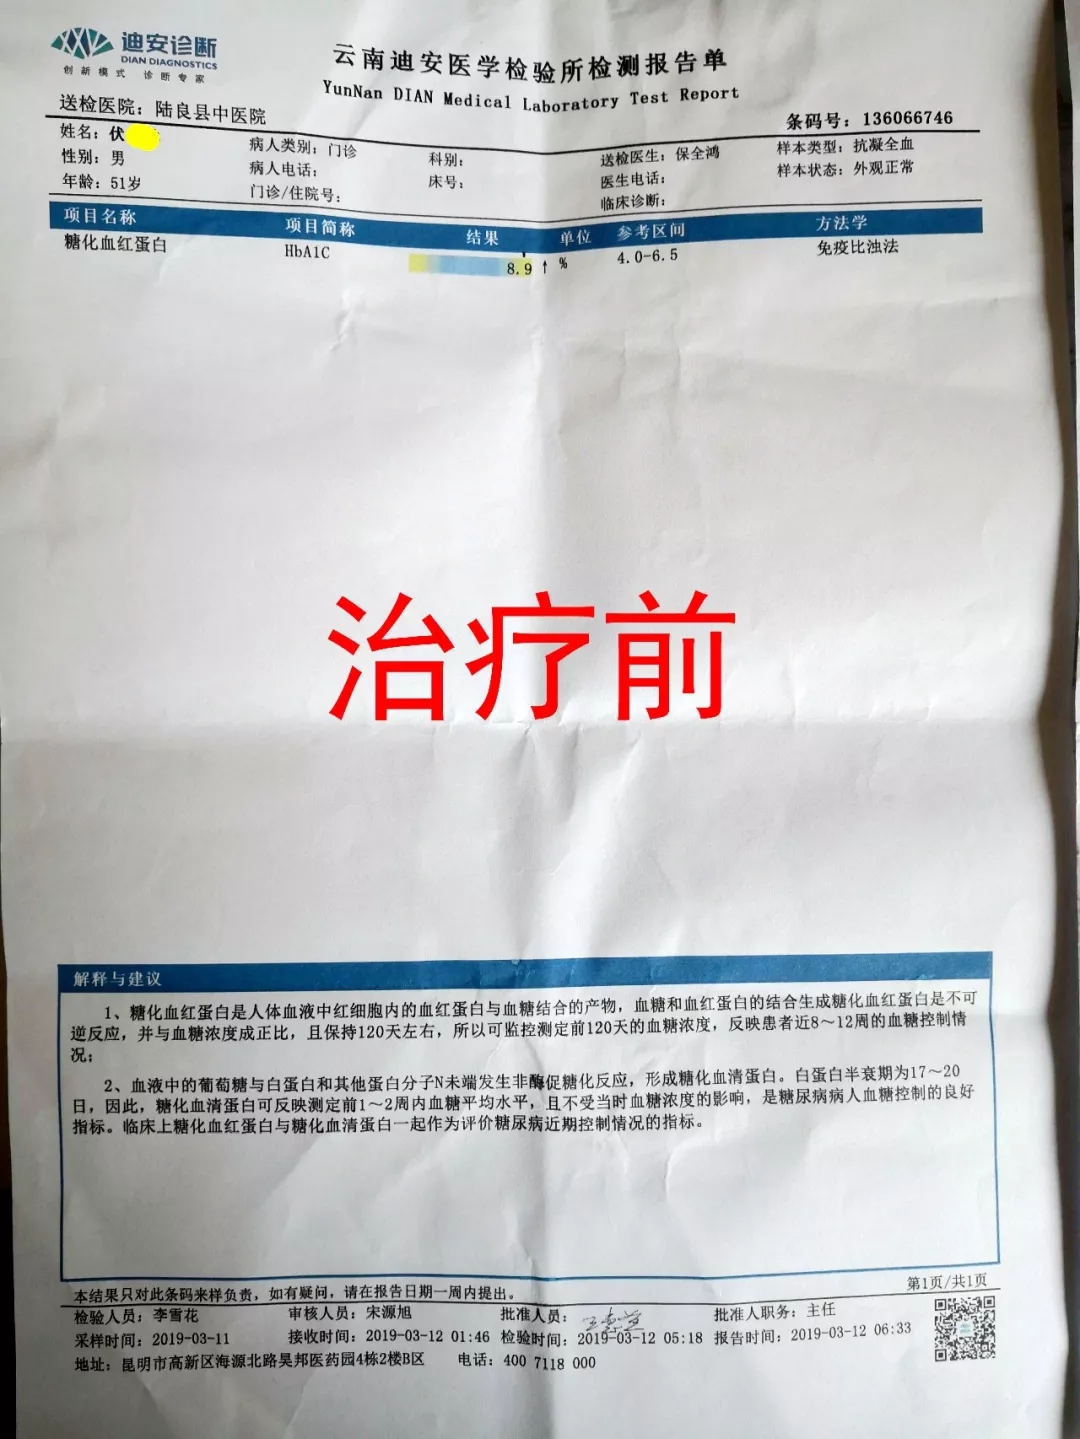 迪安诊断
DIAN DIAGNOSTICS
创新模式 诊断专家
云南迪安医学检验所检测报告单
YunNan DIAN Medical Laboratory Test Report
送检医院：陆良县中医院
条码号：136066746
姓名：伏
病人类别：门诊
科别：
送检医生：保全鸿
样本类型：抗凝全血
性别：男
病人电话：
床号：
医生电话：
样本状态：外观正常
年龄：51岁
门诊/住院号：
临床诊断：
项目名称 项目简称 结果 单位 参考区间 方法学
糖化血红蛋白 HbA1C 8.9 ↑ % 4.0-6.5 免疫比浊法
治疗前
解释与建议
1、糖化血红蛋白是人体血液中红细胞内的血红蛋白与血糖结合的产物，血糖和血红蛋白的结合生成糖化血红蛋白是不可
逆反应，并与血糖浓度成正比，且保持120天左右，所以可监控测定前120天的血糖浓度，反映患者近8～12周的血糖控制情
况；
2、血液中的葡萄糖与白蛋白和其他蛋白分子N末端发生非酶促糖化反应，形成糖化血清蛋白。白蛋白半衰期为17～20
日，因此，糖化血清蛋白可反映测定前1～2周内血糖平均水平，且不受当时血糖浓度的影响，是糖尿病病人血糖控制的良好
指标。临床上糖化血红蛋白与糖化血清蛋白一起作为评价糖尿病近期控制情况的指标。
本结果只对此条码来样负责，如有疑问，请在报告日期一周内提出。
第1页/共1页
检验人员：李雪花 审核人员：宋源旭 批准人员： 批准人职务：主任
采样时间：2019-03-11 接收时间：2019-03-12 01:46 检验时间：2019-03-12 05:18 报告时间：2019-03-12 06:33
地址：昆明市高新区海源北路昊邦医药园4栋2楼B区 电话：400 7118 000